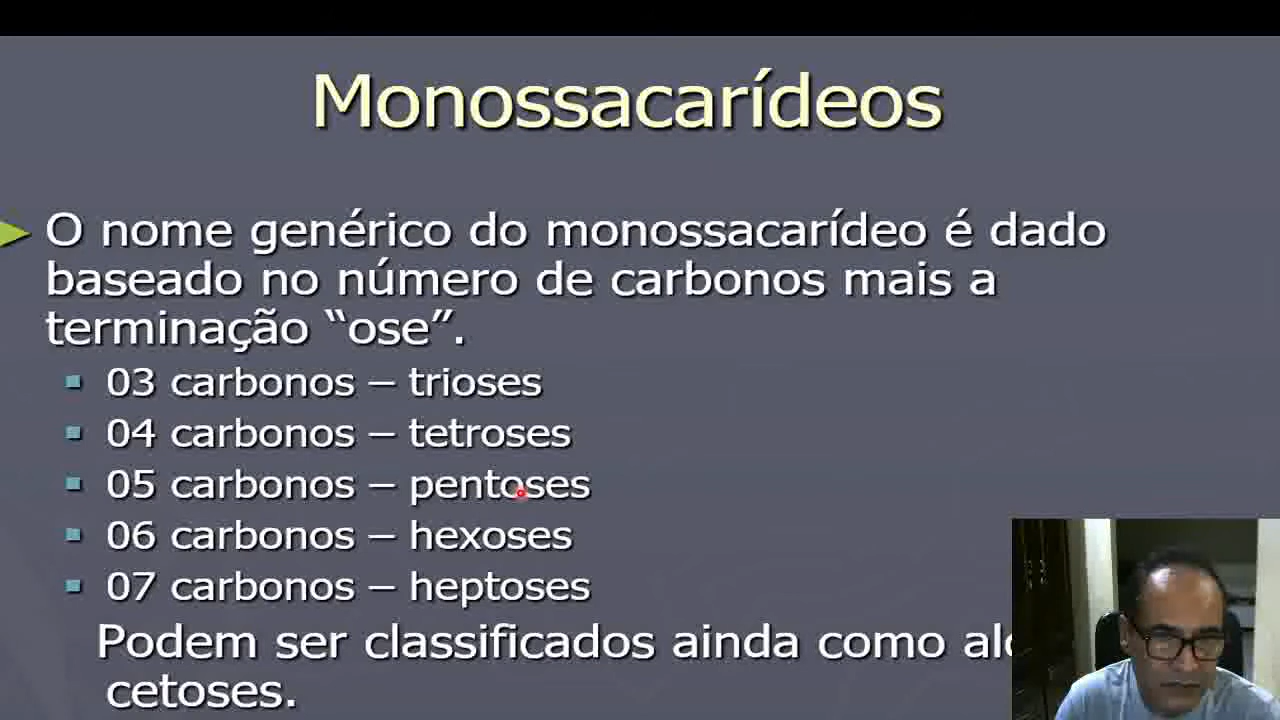 Monossacarídeos
O nome genérico do monossacarídeo é dado
baseado no número de carbonos mais a
terminação “ose”.
03 carbonos – trioses
04 carbonos – tetroses
05 carbonos – pentoses
06 carbonos – hexoses
07 carbonos – heptoses
Podem ser classificados ainda como
cetoses.